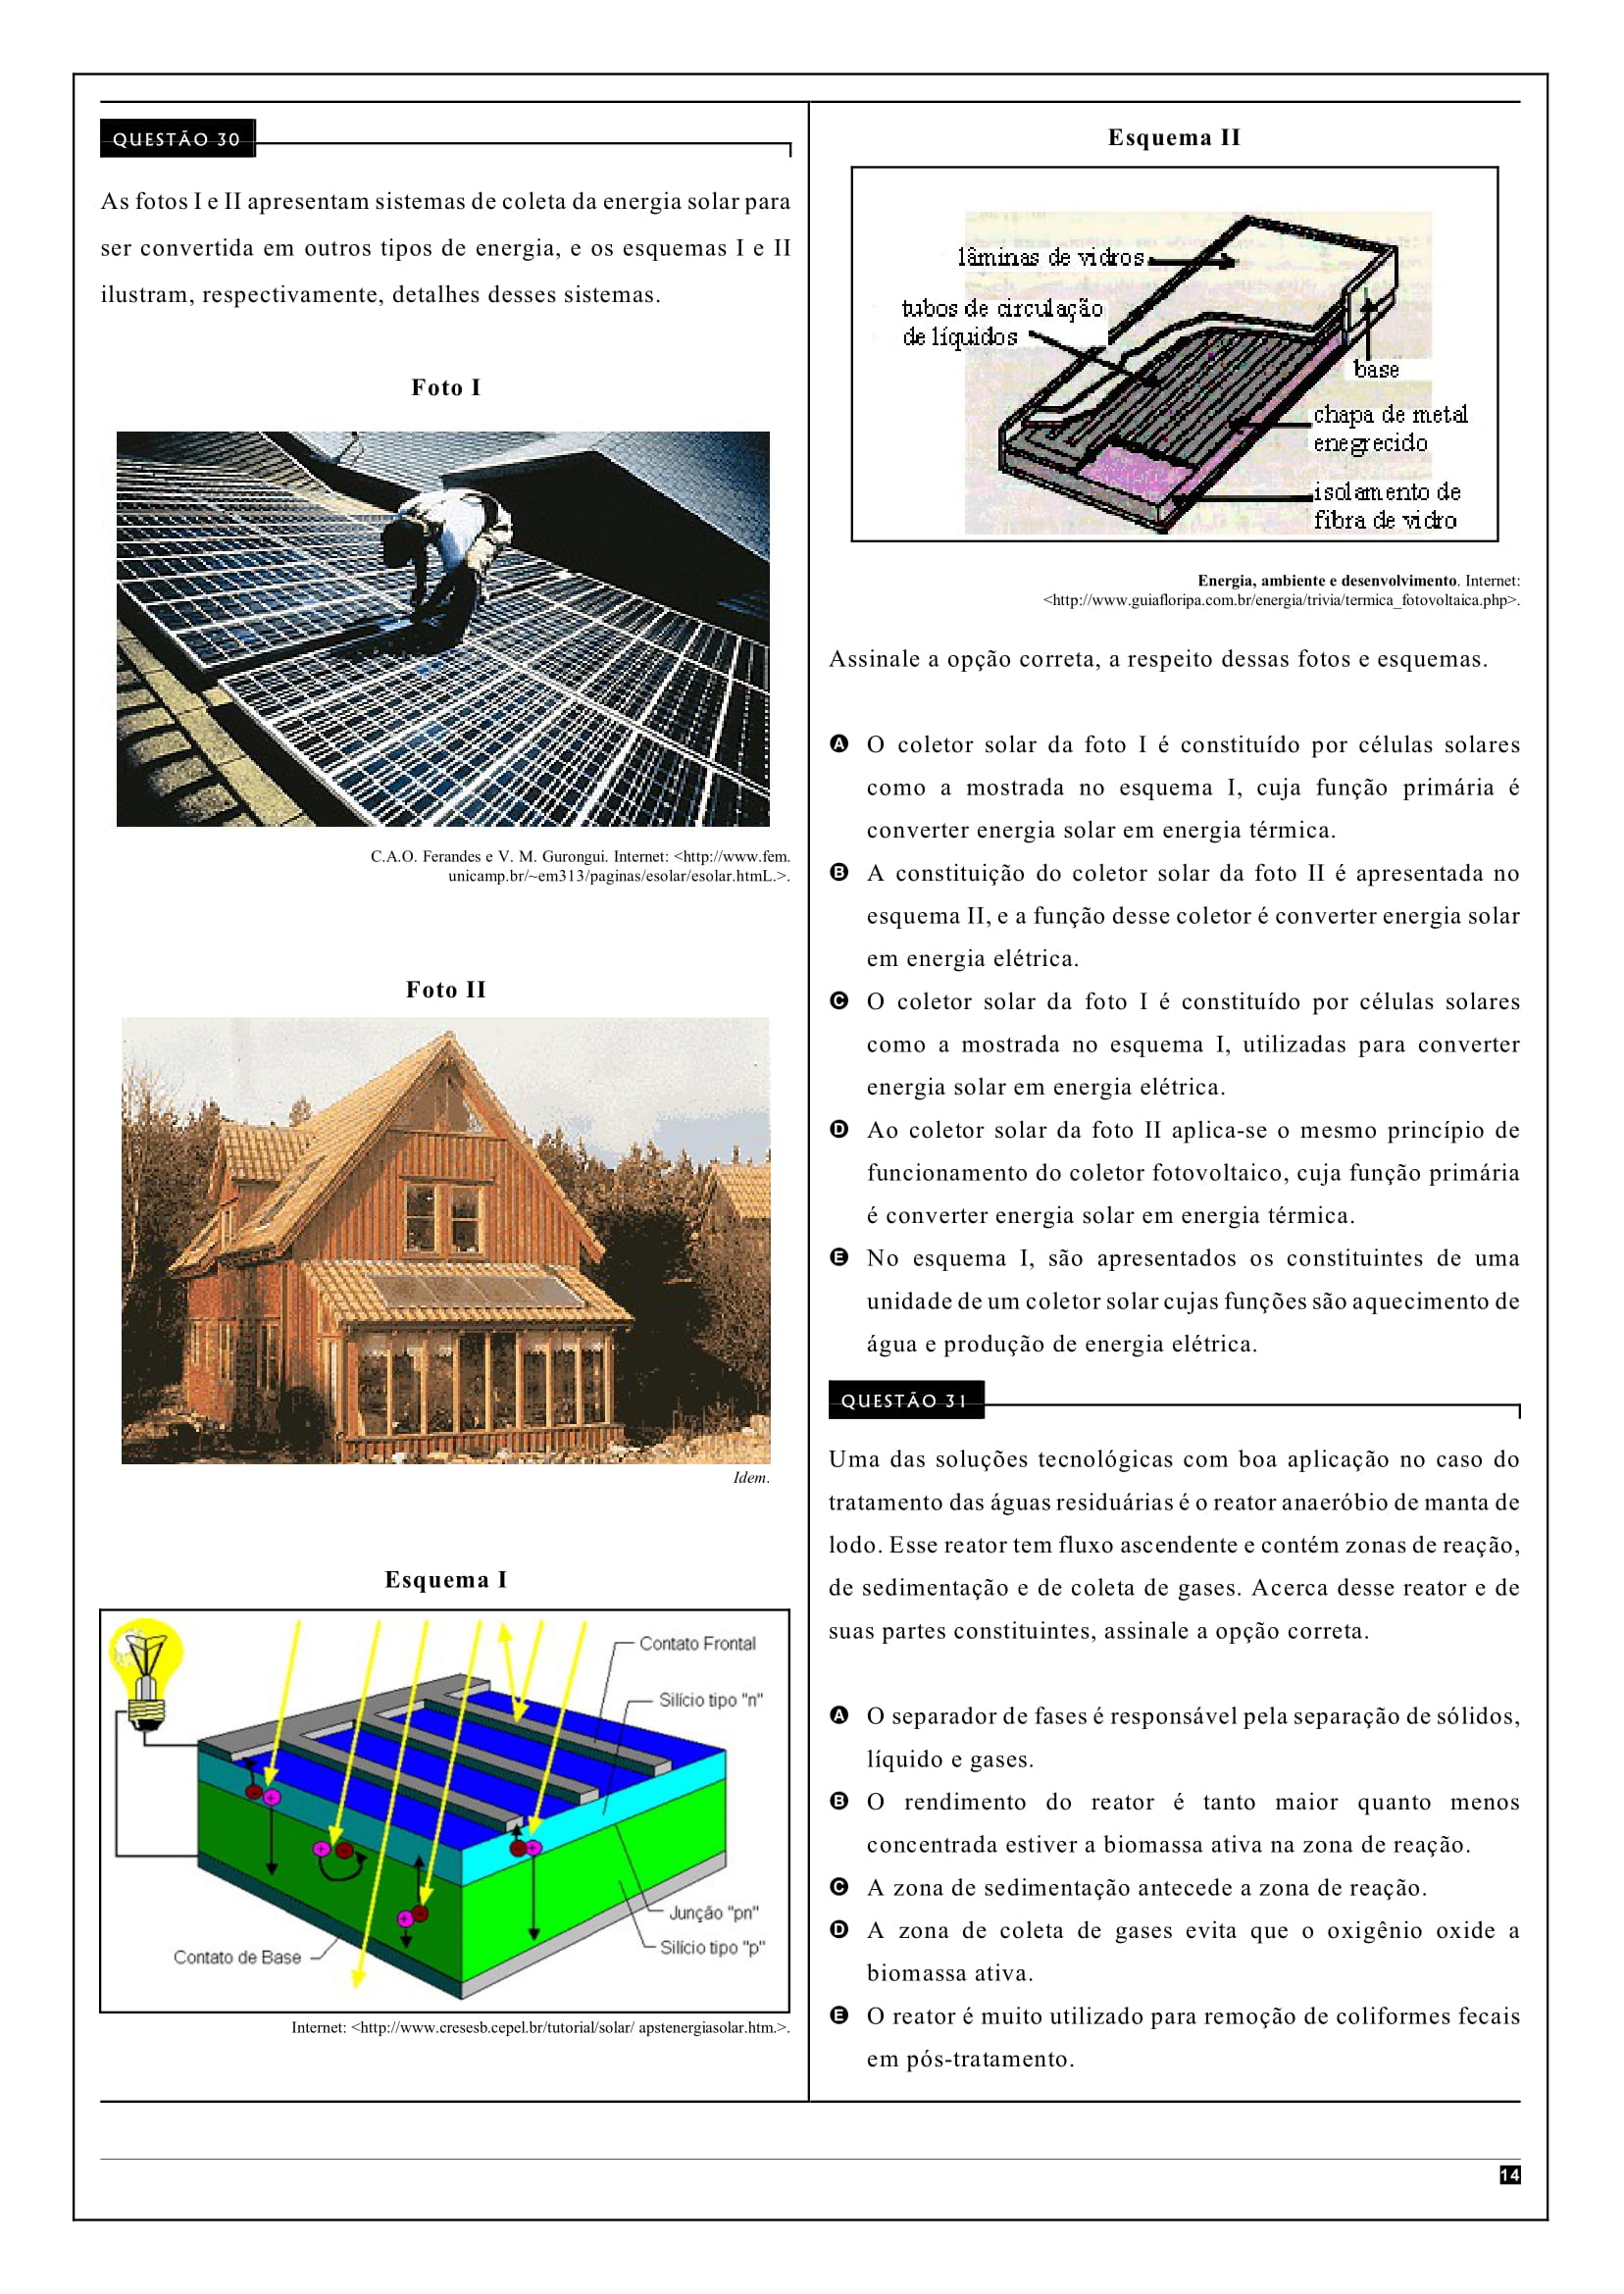 QUESTÃO 30
As fotos I e II apresentam sistemas de coleta da energia solar para
ser convertida em outros tipos de energia, e os esquemas I e II
ilustram, respectivamente, detalhes desses sistemas.
Foto I
C.A.O. Ferandes e V. M. Gurongui. Internet: <http://www.fem.
unicamp.br/~em313/paginas/esolar/esolar.htmL.>.
Foto II
Idem.
Esquema I
Contato Frontal
Silício tipo "n"
Junção "pn"
Silício tipo "p"
Contato de Base
Internet: <http://www.cresesb.cepel.br/tutorial/solar/ apstenergiasolar.htm.>.
Esquema II
lâminas de vidros
tubos de circulação
de líquidos
base
chapa de metal
enegrecido
isolamento de
fibra de vidro
Energia, ambiente e desenvolvimento. Internet:
<http://www.guiafloripa.com.br/energia/trivia/termica_fotovoltaica.php>.
Assinale a opção correta, a respeito dessas fotos e esquemas.
A O coletor solar da foto I é constituído por células solares
como a mostrada no esquema I, cuja função primária é
converter energia solar em energia térmica.
B A constituição do coletor solar da foto II é apresentada no
esquema II, e a função desse coletor é converter energia solar
em energia elétrica.
C O coletor solar da foto I é constituído por células solares
como a mostrada no esquema I, utilizadas para converter
energia solar em energia elétrica.
D Ao coletor solar da foto II aplica-se o mesmo princípio de
funcionamento do coletor fotovoltaico, cuja função primária
é converter energia solar em energia térmica.
E No esquema I, são apresentados os constituintes de uma
unidade de um coletor solar cujas funções são aquecimento de
água e produção de energia elétrica.
QUESTÃO 31
Uma das soluções tecnológicas com boa aplicação no caso do
tratamento das águas residuárias é o reator anaeróbio de manta de
lodo. Esse reator tem fluxo ascendente e contém zonas de reação,
de sedimentação e de coleta de gases. Acerca desse reator e de
suas partes constituintes, assinale a opção correta.
A O separador de fases é responsável pela separação de sólidos,
líquido e gases.
B O rendimento do reator é tanto maior quanto menos
concentrada estiver a biomassa ativa na zona de reação.
C A zona de sedimentação antecede a zona de reação.
D A zona de coleta de gases evita que o oxigênio oxide a
biomassa ativa.
E O reator é muito utilizado para remoção de coliformes fecais
em pós-tratamento.
14